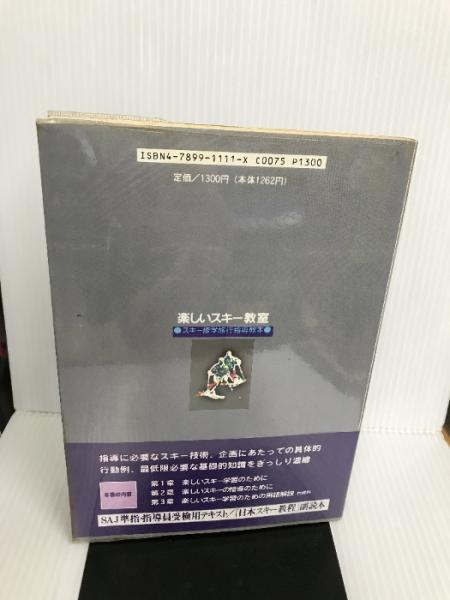 ISBN4-7899-1111-X C0075 P1300
定価/1300円(本体1262円)
楽しいスキー教室
●スキー修学旅行指導教本●
指導に必要なスキー技術、企画にあたっての具体的
行動例、最低限必要な基礎的知識をぎっしり濃縮
本書の内容
第1章 楽しいスキー学習のために
第2章 楽しいスキーの指導のために
第3章 楽しいスキー学習のための用語解説
SAJ準指・指導員受検用テキスト/「日本スキー教程」副読本